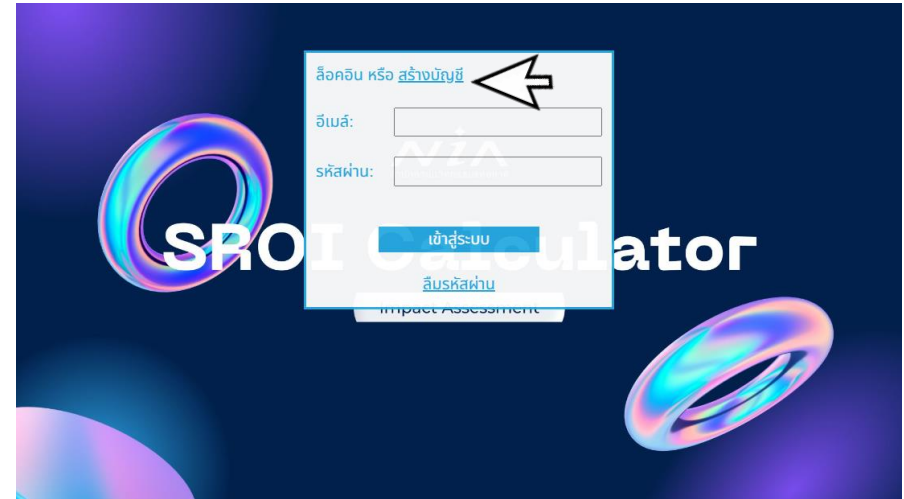 ล็อคอิน หรือ สร้างบัญชี
อีเมล์:
NIA
รหัสผ่าน:
SROI Calculator
เข้าสู่ระบบ
ลืมรหัสผ่าน
Impact Assessment